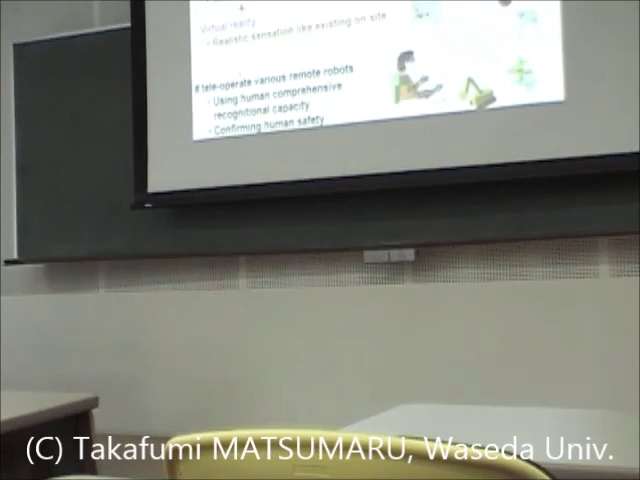 +
Virtual reality
- Realistic sensation like existing on site
# tele-operate various remote robots
- Using human comprehensive
recognitional capacity
- Confirming human safety
(C) Takafumi MATSUMARU, Waseda Univ.